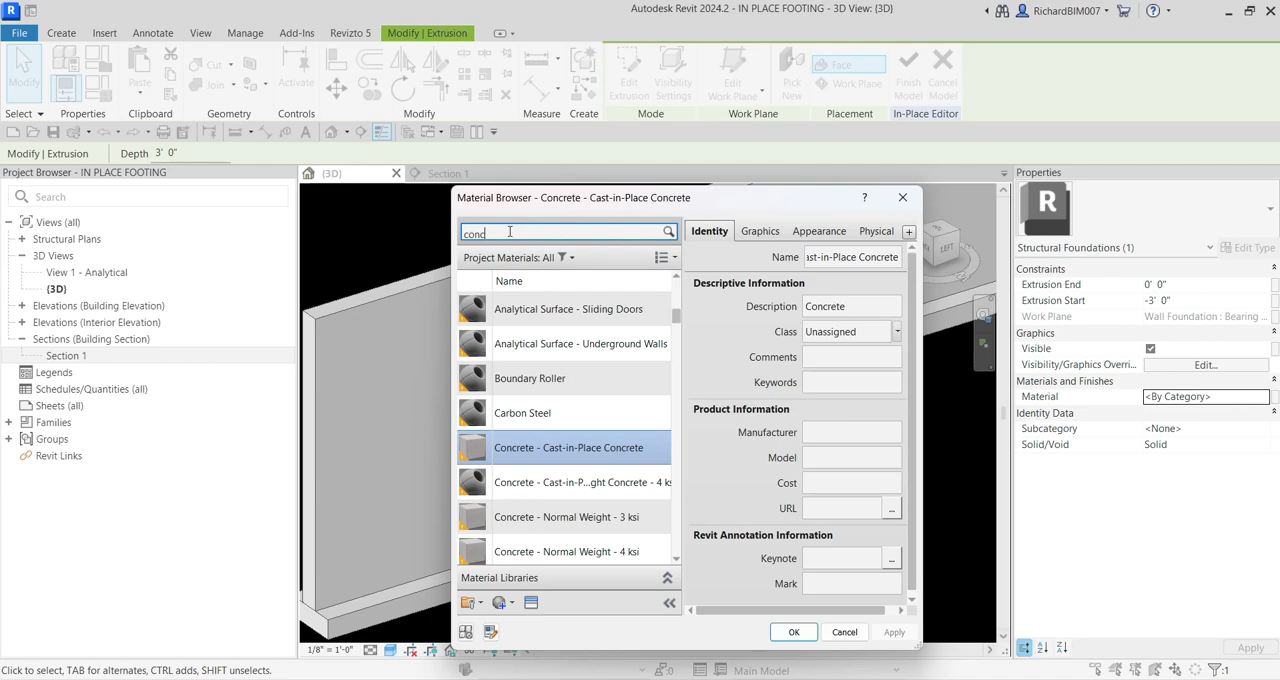 Autodesk Revit 2024.2 - IN PLACE FOOTING - 3D View: {3D}
RichardBIM007
File Create Insert Annotate View Manage Add-Ins Revizto 5 Modify | Extrusion
Modify
Paste
Cut
Join
Activate
Edit Extrusion
Visibility Settings
Edit Work Plane
Pick New
Face
Work Plane
Finish Model
Cancel Model
Select Properties Clipboard Geometry Controls Modify Measure Create Mode Work Plane Placement In-Place Editor
Modify | Extrusion Depth 3' 0"
Project Browser - IN PLACE FOOTING
Search
Views (all)
Structural Plans
3D Views
View 1 - Analytical
{3D}
Elevations (Building Elevation)
Elevations (Interior Elevation)
Sections (Building Section)
Section 1
Legends
Schedules/Quantities (all)
Sheets (all)
Families
Groups
Revit Links
{3D}
Section 1
LEFT
Material Browser - Concrete - Cast-in-Place Concrete
conc
Project Materials: All
Name
Analytical Surface - Sliding Doors
Analytical Surface - Underground Walls
Boundary Roller
Carbon Steel
Concrete - Cast-in-Place Concrete
Concrete - Cast-in-P...ght Concrete - 4 ks
Concrete - Normal Weight - 3 ksi
Concrete - Normal Weight - 4 ksi
Material Libraries
Identity Graphics Appearance Physical
Name ast-in-Place Concrete
Descriptive Information
Description Concrete
Class Unassigned
Comments
Keywords
Product Information
Manufacturer
Model
Cost
URL ...
Revit Annotation Information
Keynote ...
Mark
OK Cancel Apply
Properties
R
Structural Foundations (1) Edit Type
Constraints
Extrusion End 0' 0"
Extrusion Start -3' 0"
Work Plane Wall Foundation : Bearing ...
Graphics
Visible
Visibility/Graphics Overri... Edit...
Materials and Finishes
Material <By Category>
Identity Data
Subcategory <None>
Solid/Void Solid
Apply
1/8" = 1'-0"
Click to select, TAB for alternates, CTRL adds, SHIFT unselects.
:0
Main Model
:1